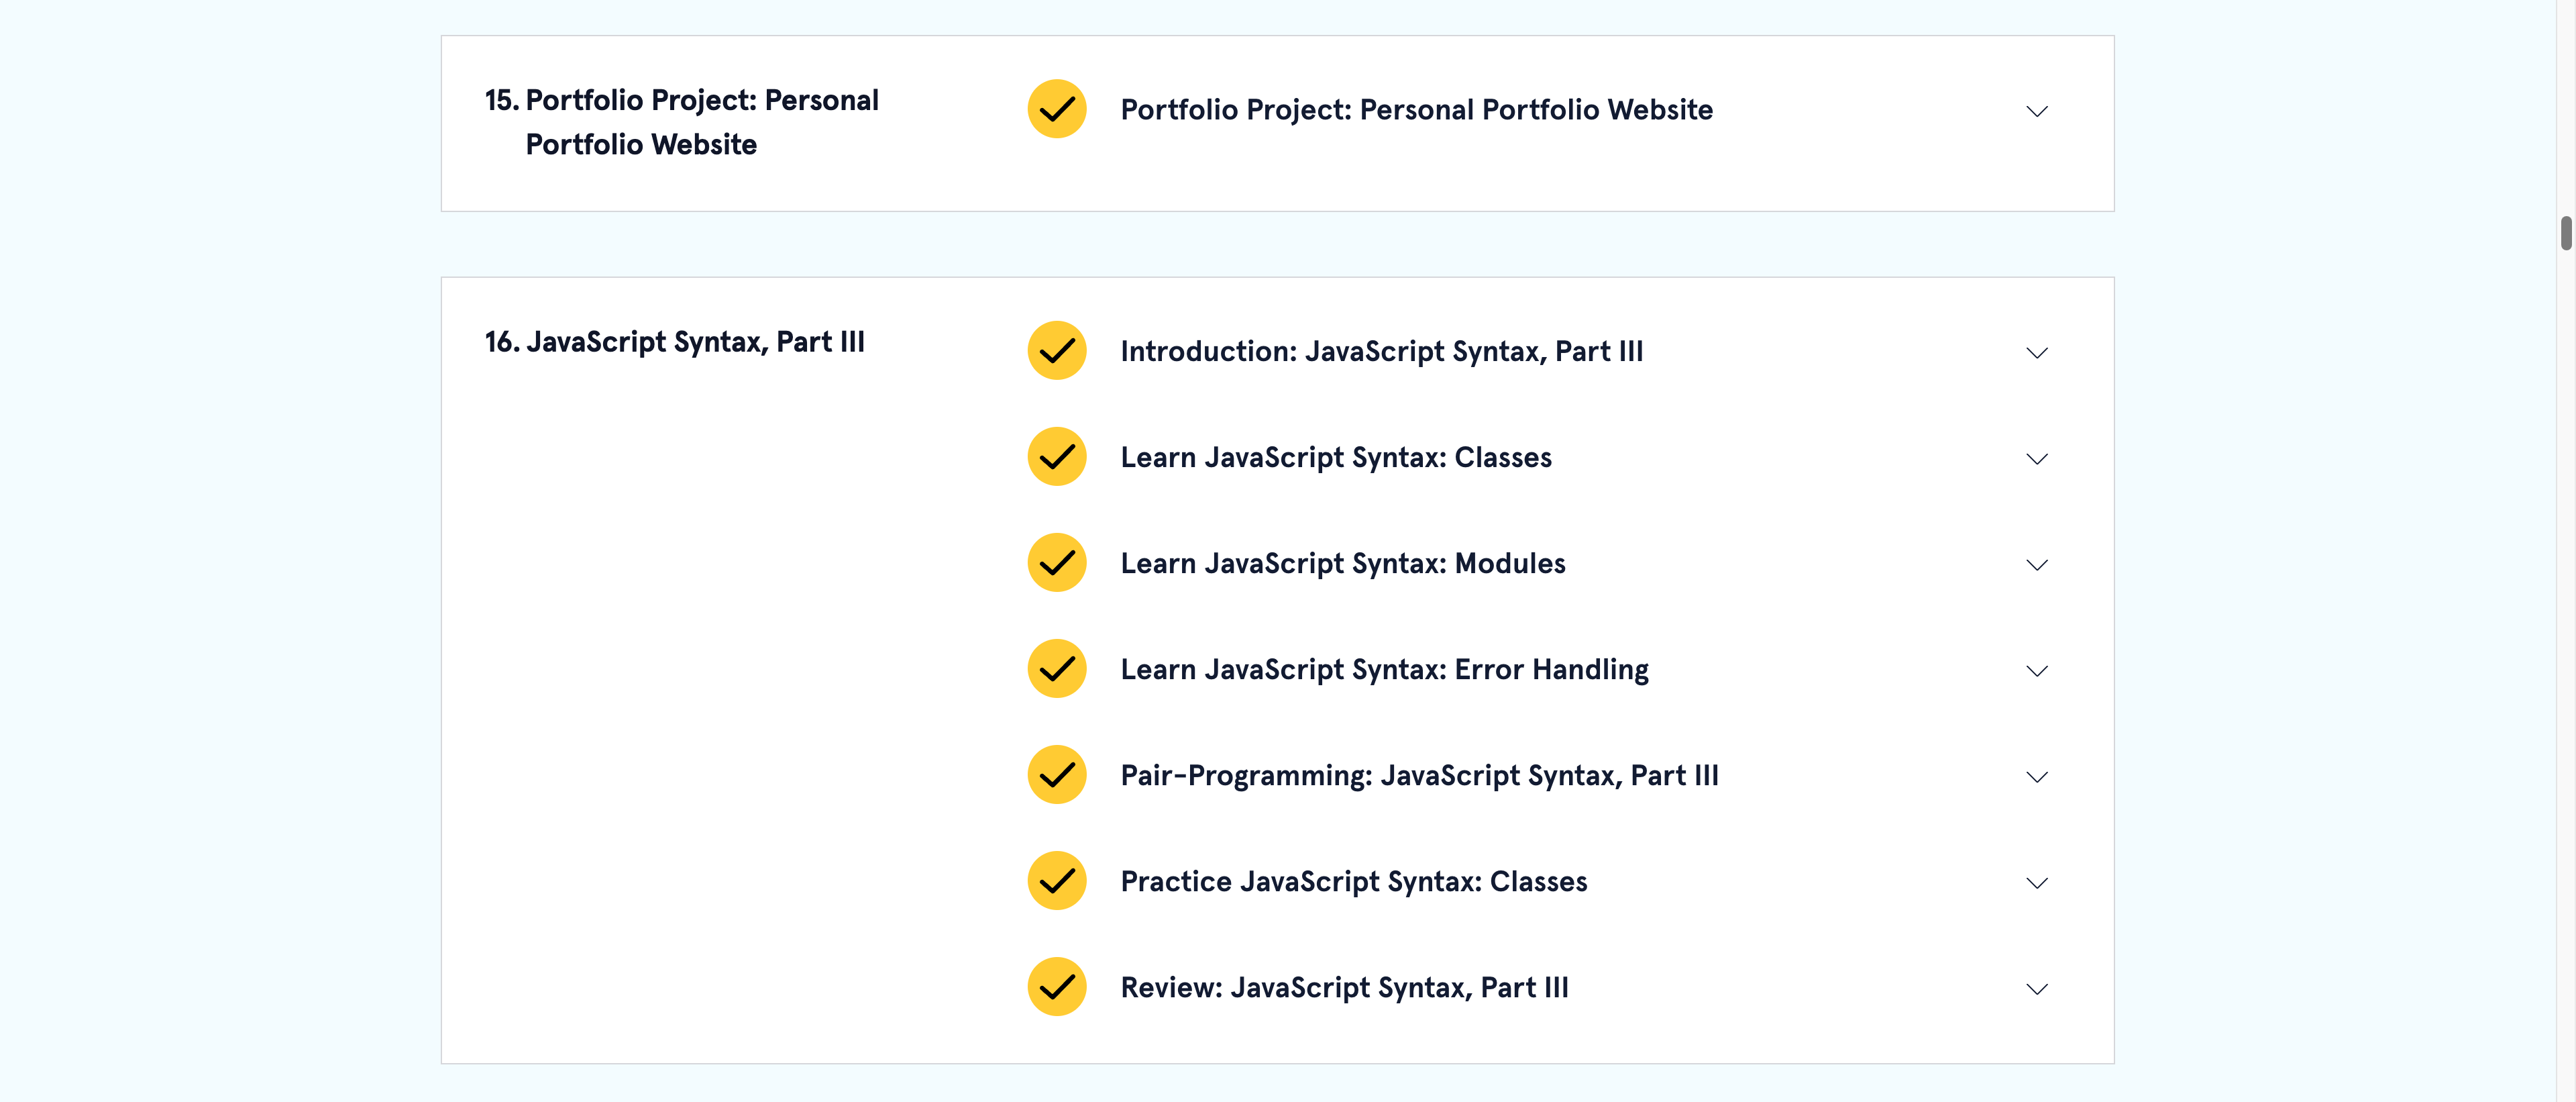 15. Portfolio Project: Personal
Portfolio Website
Portfolio Project: Personal Portfolio Website
16. JavaScript Syntax, Part III
Introduction: JavaScript Syntax, Part III
Learn JavaScript Syntax: Classes
Learn JavaScript Syntax: Modules
Learn JavaScript Syntax: Error Handling
Pair-Programming: JavaScript Syntax, Part III
Practice JavaScript Syntax: Classes
Review: JavaScript Syntax, Part III